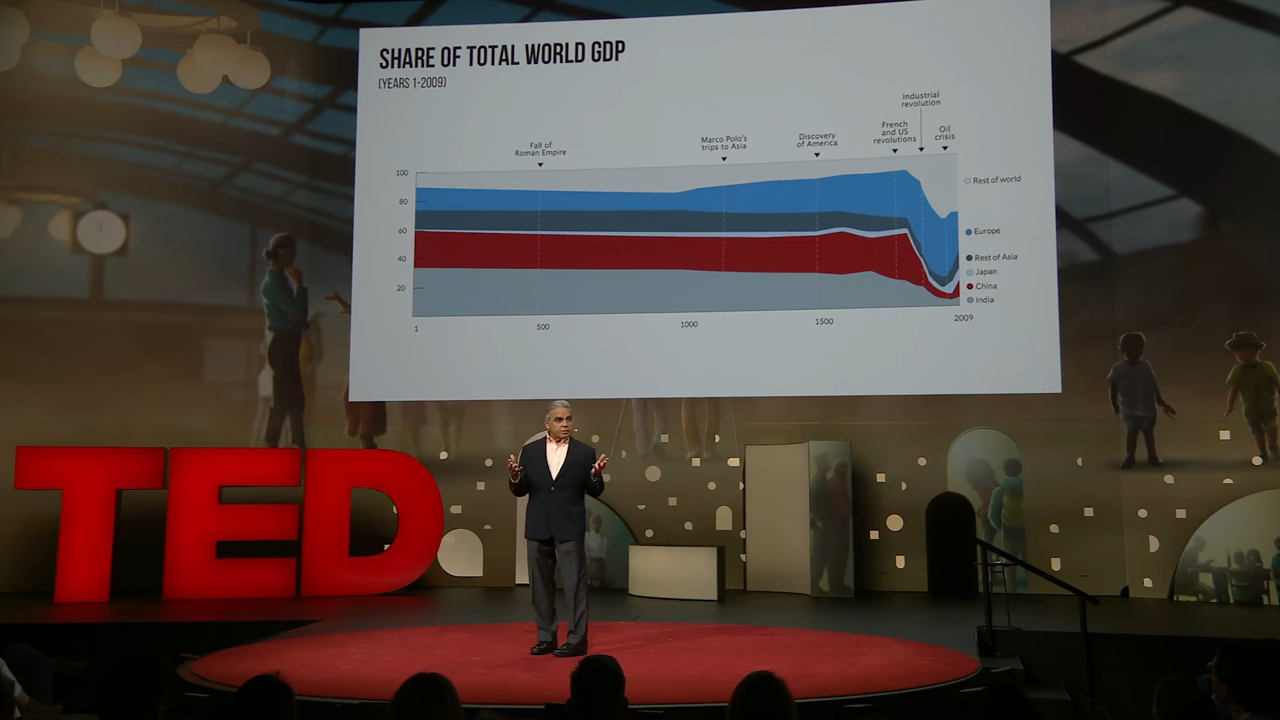 SHARE OF TOTAL WORLD GDP
(YEARS 1-2009)
Industrial
revolution
Fall of
Roman Empire
Marco Polo's
trips to Asia
Discovery
of America
French
and US
revolutions
Oil
crisis
100
80
60
40
20
1
500
1000
1500
2009
Rest of world
Europe
Rest of Asia
Japan
China
India
TED